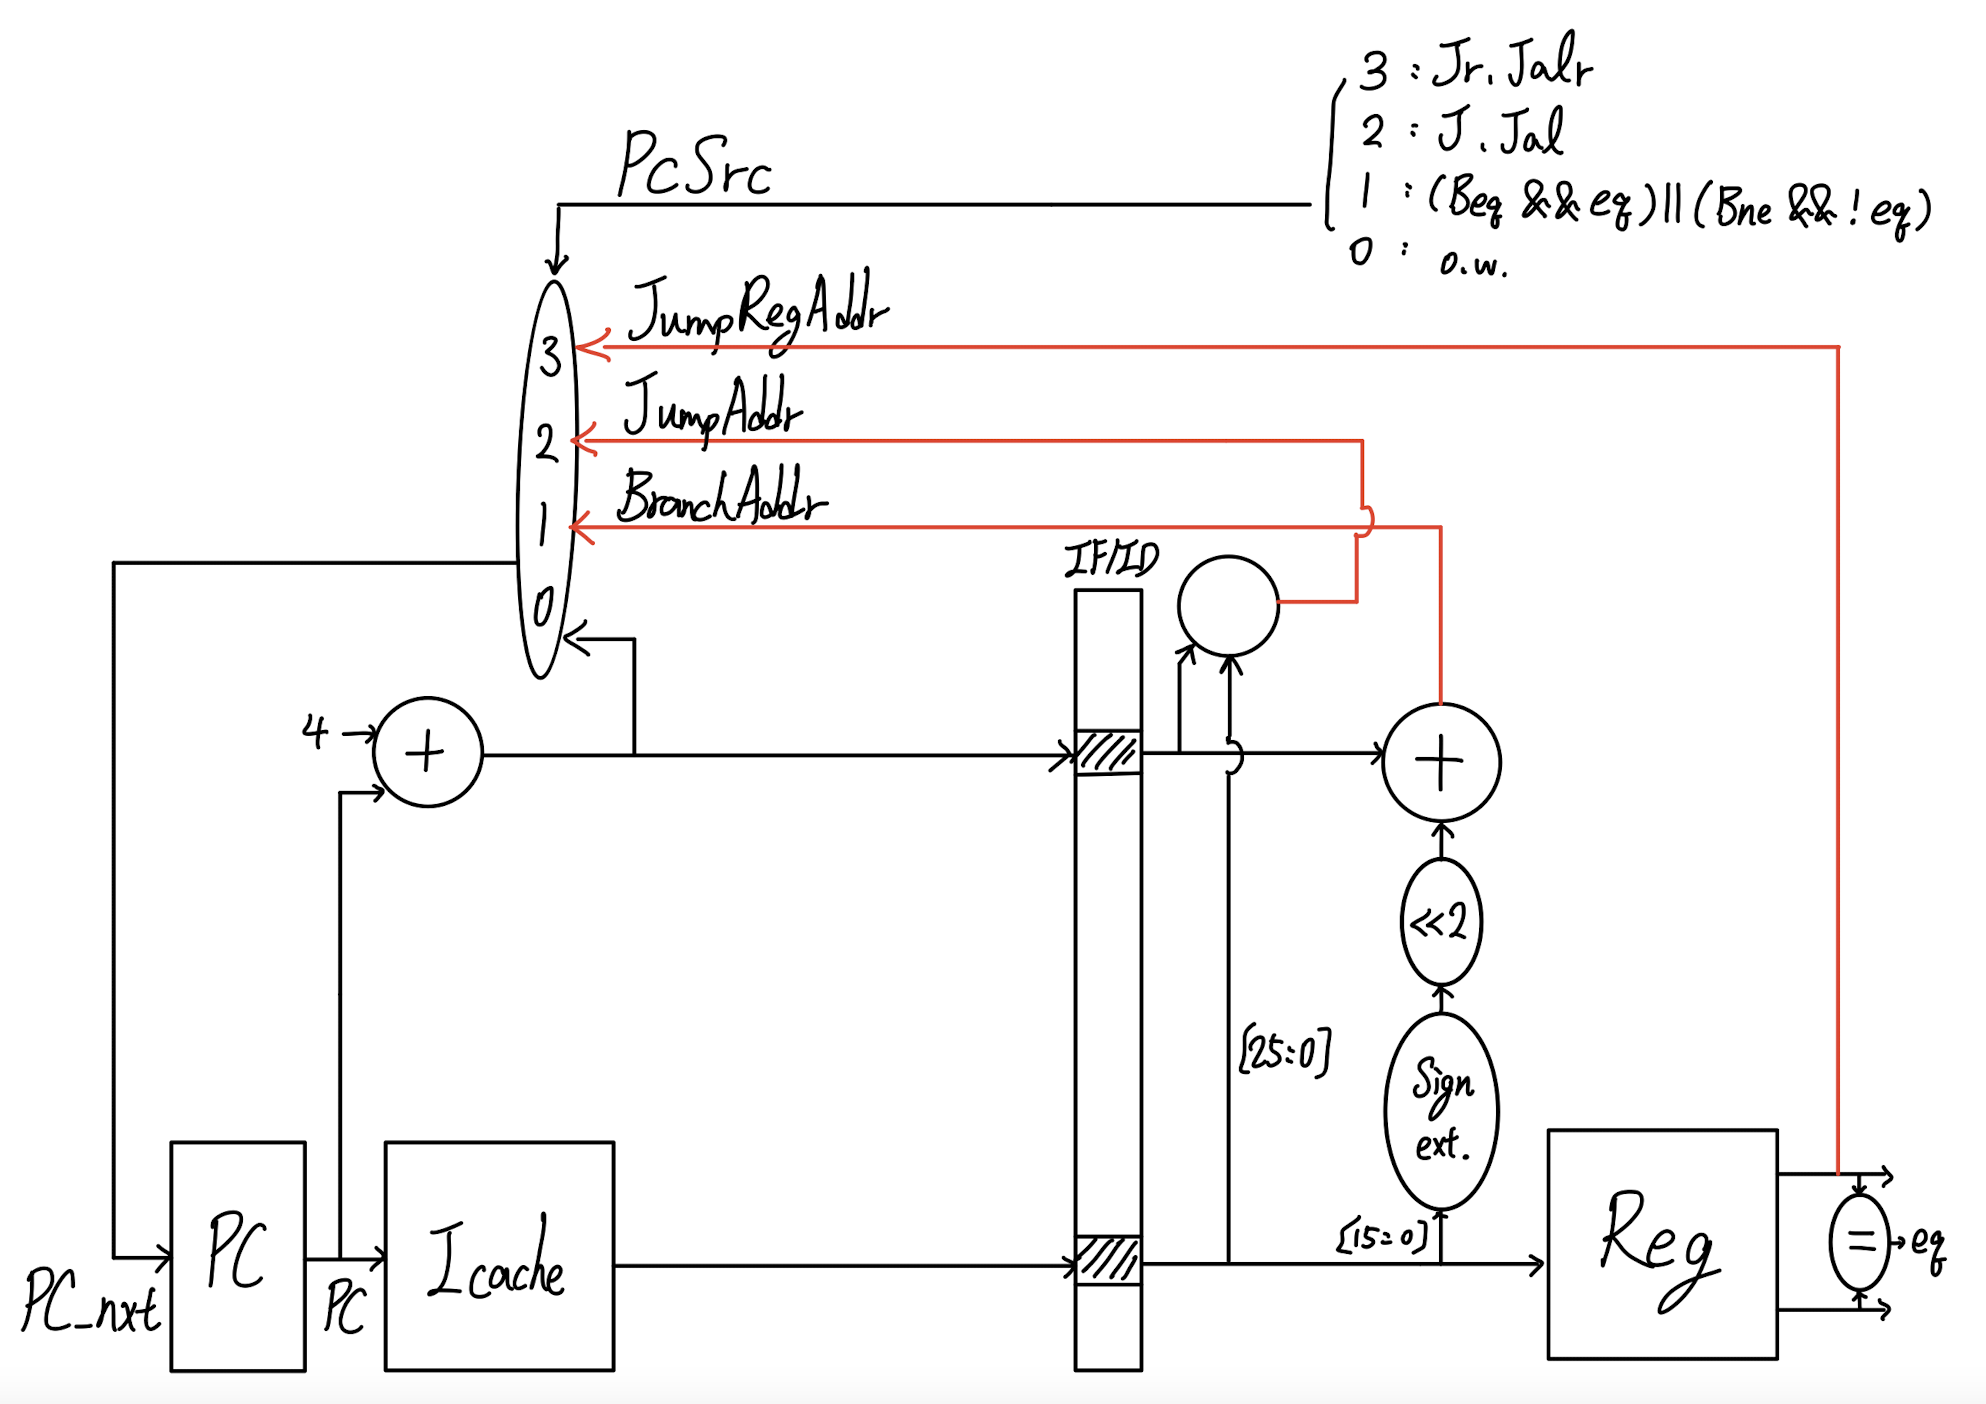 3 : Jr. Jalr
2 : J. Jal
1 : (Beq && eq) || (Bne && ! eq)
0 : o.w.
PcSrc
JumpRegAddr
3
JumpAddr
2
BranchAddr
1
0
IF/ID
4
+
+
<<2
[25:0]
Sign
ext.
[15:0]
PC
Icache
Reg
=
eq
PC_nxt
PC